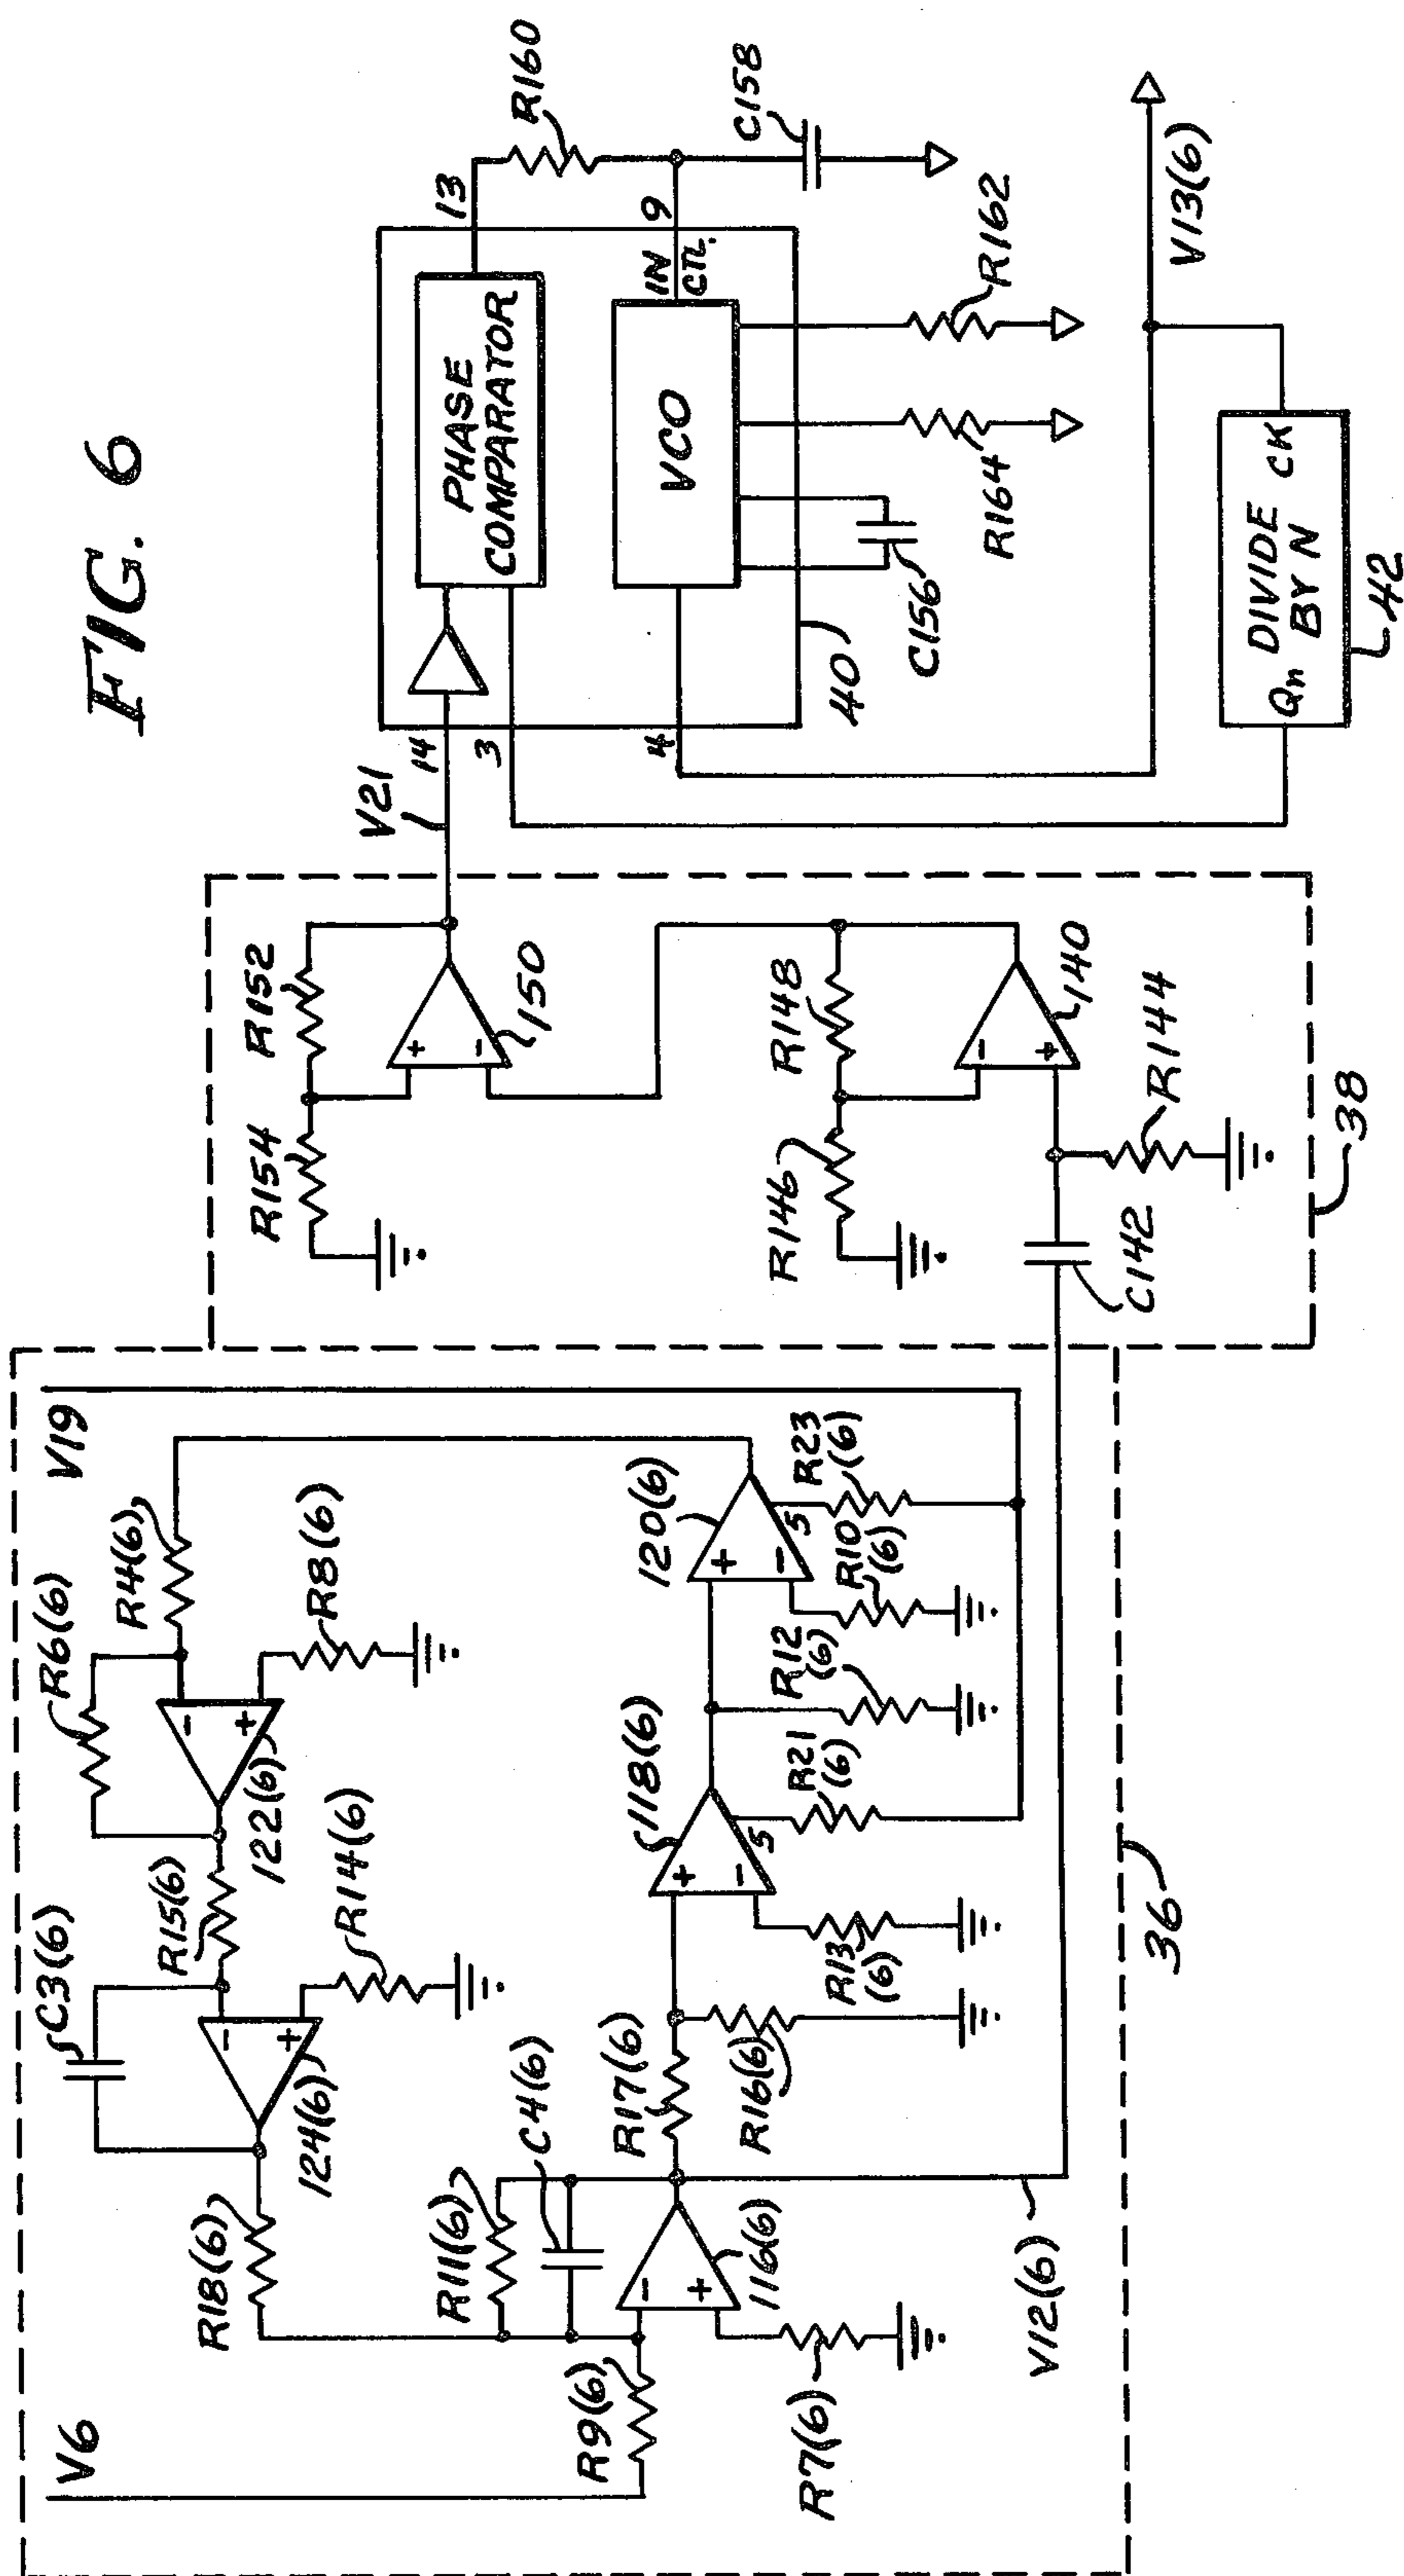 FIG. 6
V6
V19
R9(6)
R7(6)
R18(6)
R11(6)
C4(6)
-
+
116(6)
V12(6)
C3(6)
R15(6)
-
+
124(6)
R14(6)
R6(6)
R4(6)
-
+
122(6)
R8(6)
R17(6)
R16(6)
R13
(6)
+
-
118(6)
5
R21
(6)
R12
(6)
R10
(6)
+
-
120(6)
5
R23
(6)
36
R154
R152
+
-
150
R146
R148
-
+
140
C142
R144
38
V21
14
3
4
PHASE
COMPARATOR
13
R160
VCO
IN
CTL.
9
C158
40
C156
R164
R162
V13(6)
Qn DIVIDE CK
BY N
42